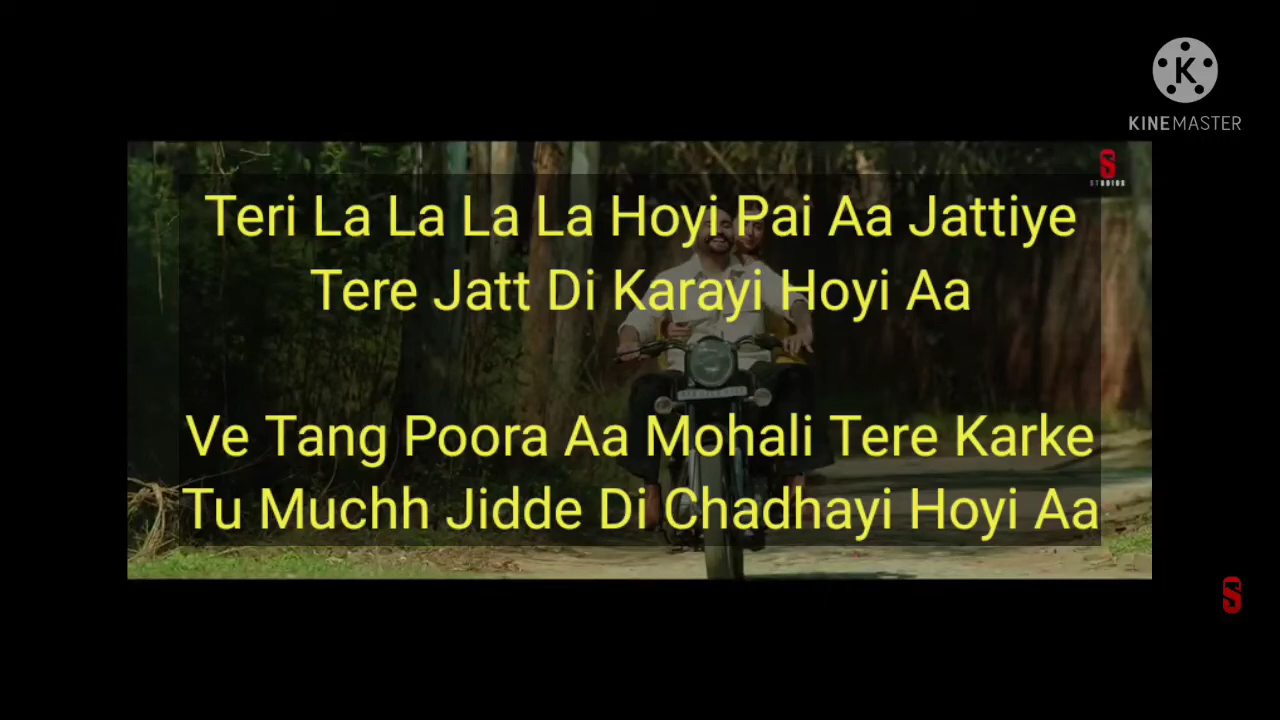 KINEMASTER
S
STUDIOS
Teri La La La La Hoyi Pai Aa Jattiye
Tere Jatt Di Karayi Hoyi Aa
Ve Tang Poora Aa Mohali Tere Karke
Tu Muchh Jidde Di Chadhayi Hoyi Aa
S